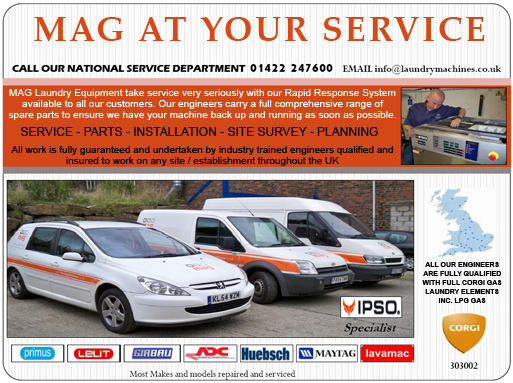 MAG AT YOUR SERVICE
CALL OUR NATIONAL SERVICE DEPARTMENT 01422 247600 EMAIL info@laundrymachines.co.uk
MAG Laundry Equipment take service very seriously with our Rapid Response System
available to all our customers. Our engineers carry a full comprehensive range of
spare parts to ensure we have your machine back up and running as soon as possible.
SERVICE - PARTS - INSTALLATION - SITE SURVEY - PLANNING
All work is fully guaranteed and undertaken by industry trained engineers qualified and
insured to work on any site / establishment throughout the UK
KL54 WZM
ALL OUR ENGINEERS
ARE FULLY QUALIFIED
WITH FULL CORGI GAS
LAUNDRY ELEMENTS
INC. LPG GAS
IPSO.
Specialist
CORGI
303002
primus LELIT GIRBAU ADC Huebsch MAYTAG lavamac
Most Makes and models repaired and serviced